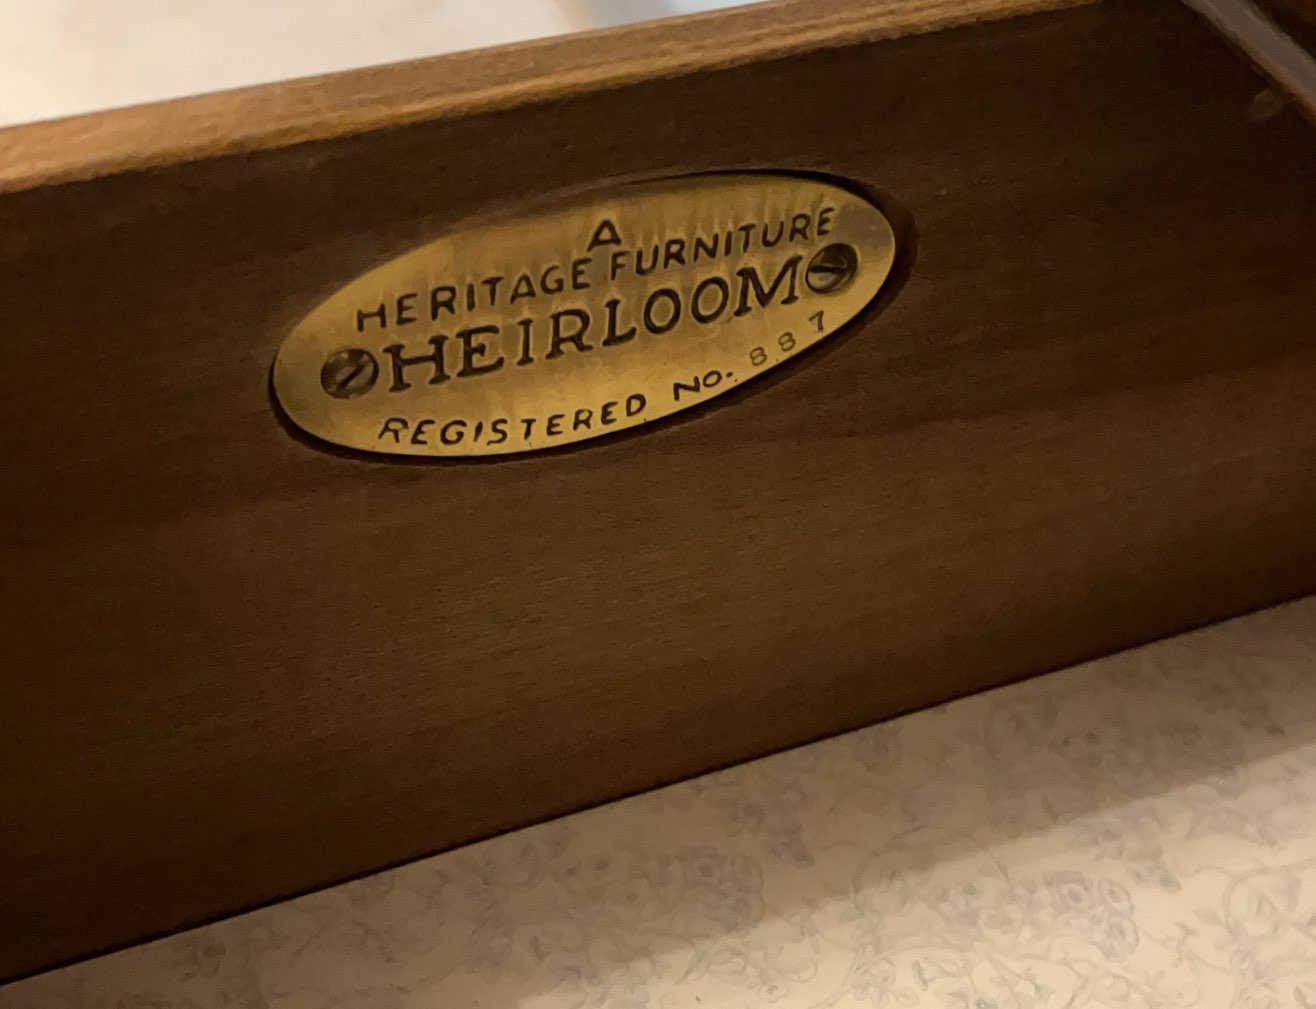 A
HERITAGE FURNITURE
HEIRLOOM
REGISTERED NO. 887